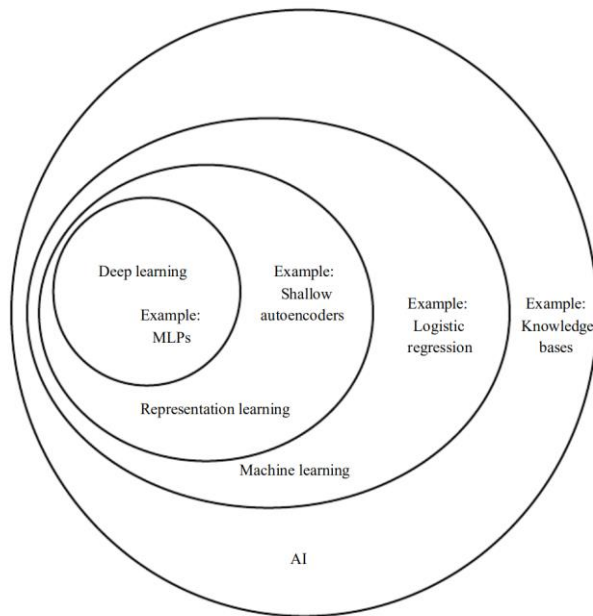 Deep learning
Example:
MLPs
Example:
Shallow
autoencoders
Example:
Logistic
regression
Example:
Knowledge
bases
Representation learning
Machine learning
AI